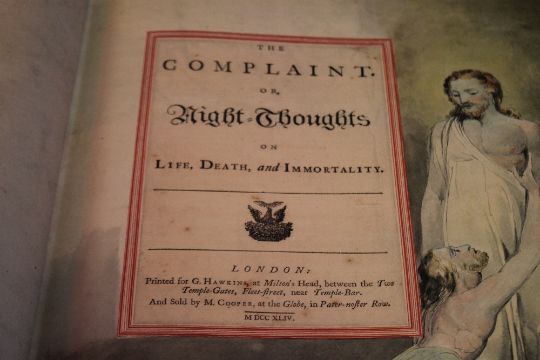 THE
COMPLAINT.
OR,
Night-Thoughts
ON
LIFE, DEATH, and IMMORTALITY.
LONDON:
Printed for G. HAWKINS, at Milton's Head, between the Two
Temple-Gates, Fleet-street, near Temple-Bar.
And Sold by M. COOPER, at the Globe, in Pater-noster Row.
M DCC XLIV.